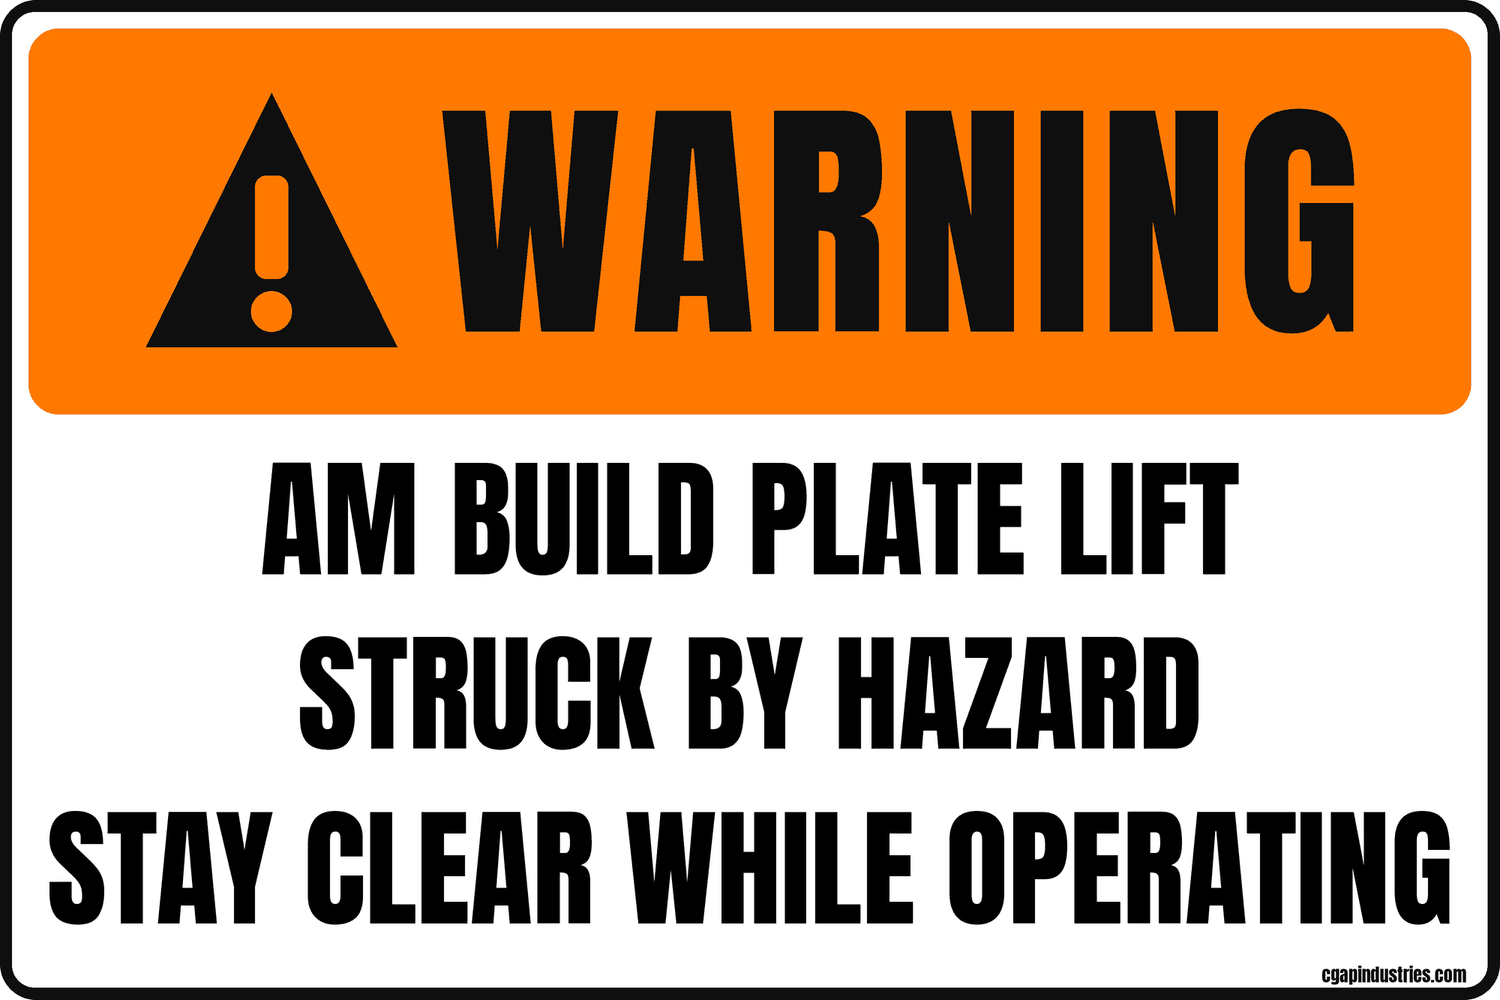 WARNING
AM BUILD PLATE LIFT
STRUCK BY HAZARD
STAY CLEAR WHILE OPERATING
cgapindustries.com